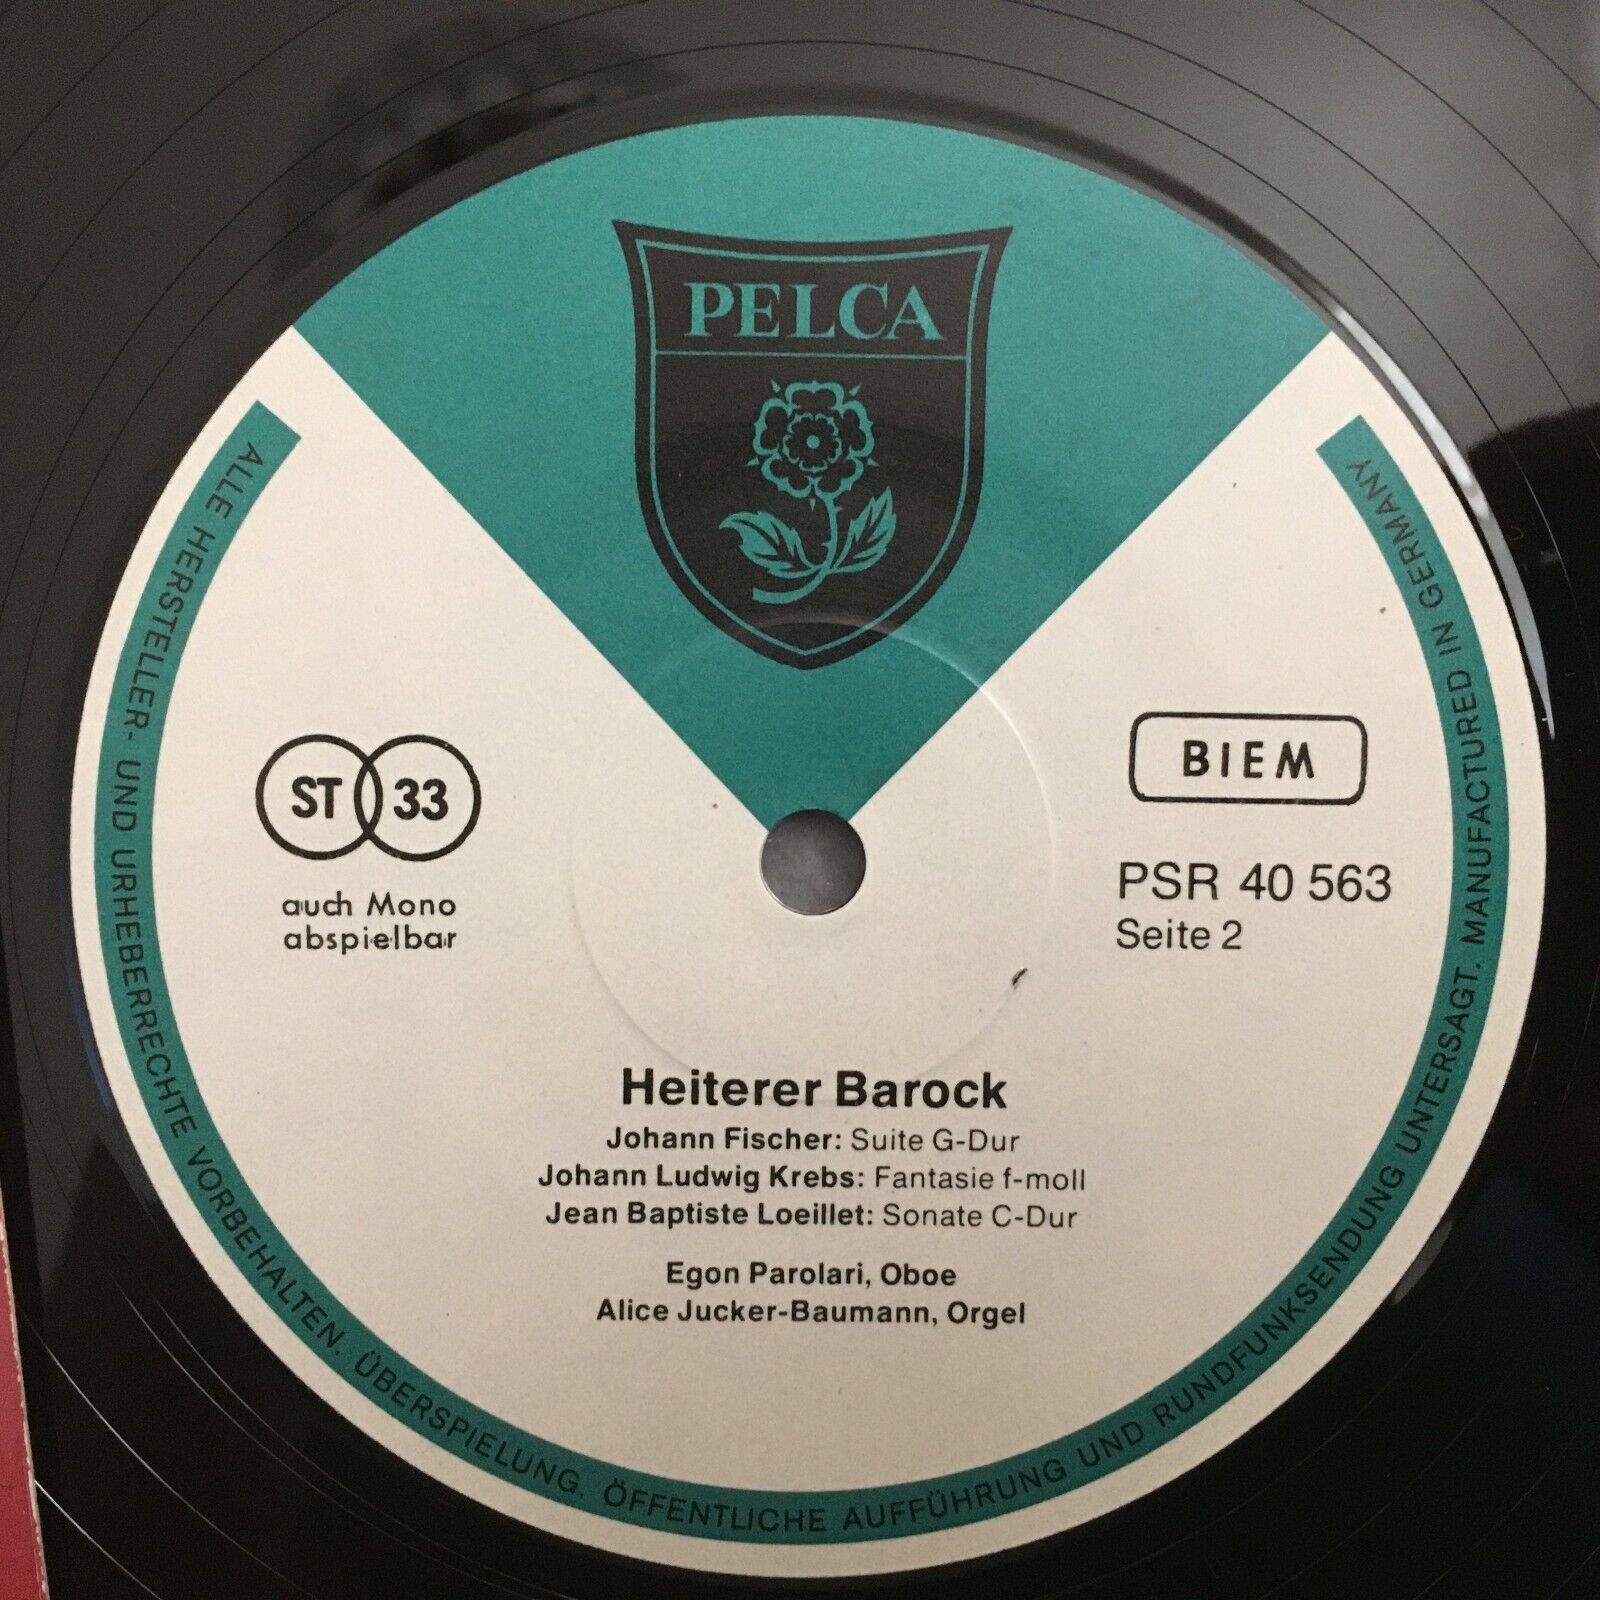 PELCA
ST 33
auch Mono
abspielbar
BIEM
PSR 40 563
Seite 2
Heiterer Barock
Johann Fischer: Suite G-Dur
Johann Ludwig Krebs: Fantasie f-moll
Jean Baptiste Loeillet: Sonate C-Dur
Egon Parolari, Oboe
Alice Jucker-Baumann, Orgel
ALLE HERSTELLER- UND URHEBERRECHTE VORBEHALTEN. ÜBERSPIELUNG, ÖFFENTLICHE AUFFÜHRUNG UND RUNDFUNKSENDUNG UNTERSAGT. MANUFACTURED IN GERMANY